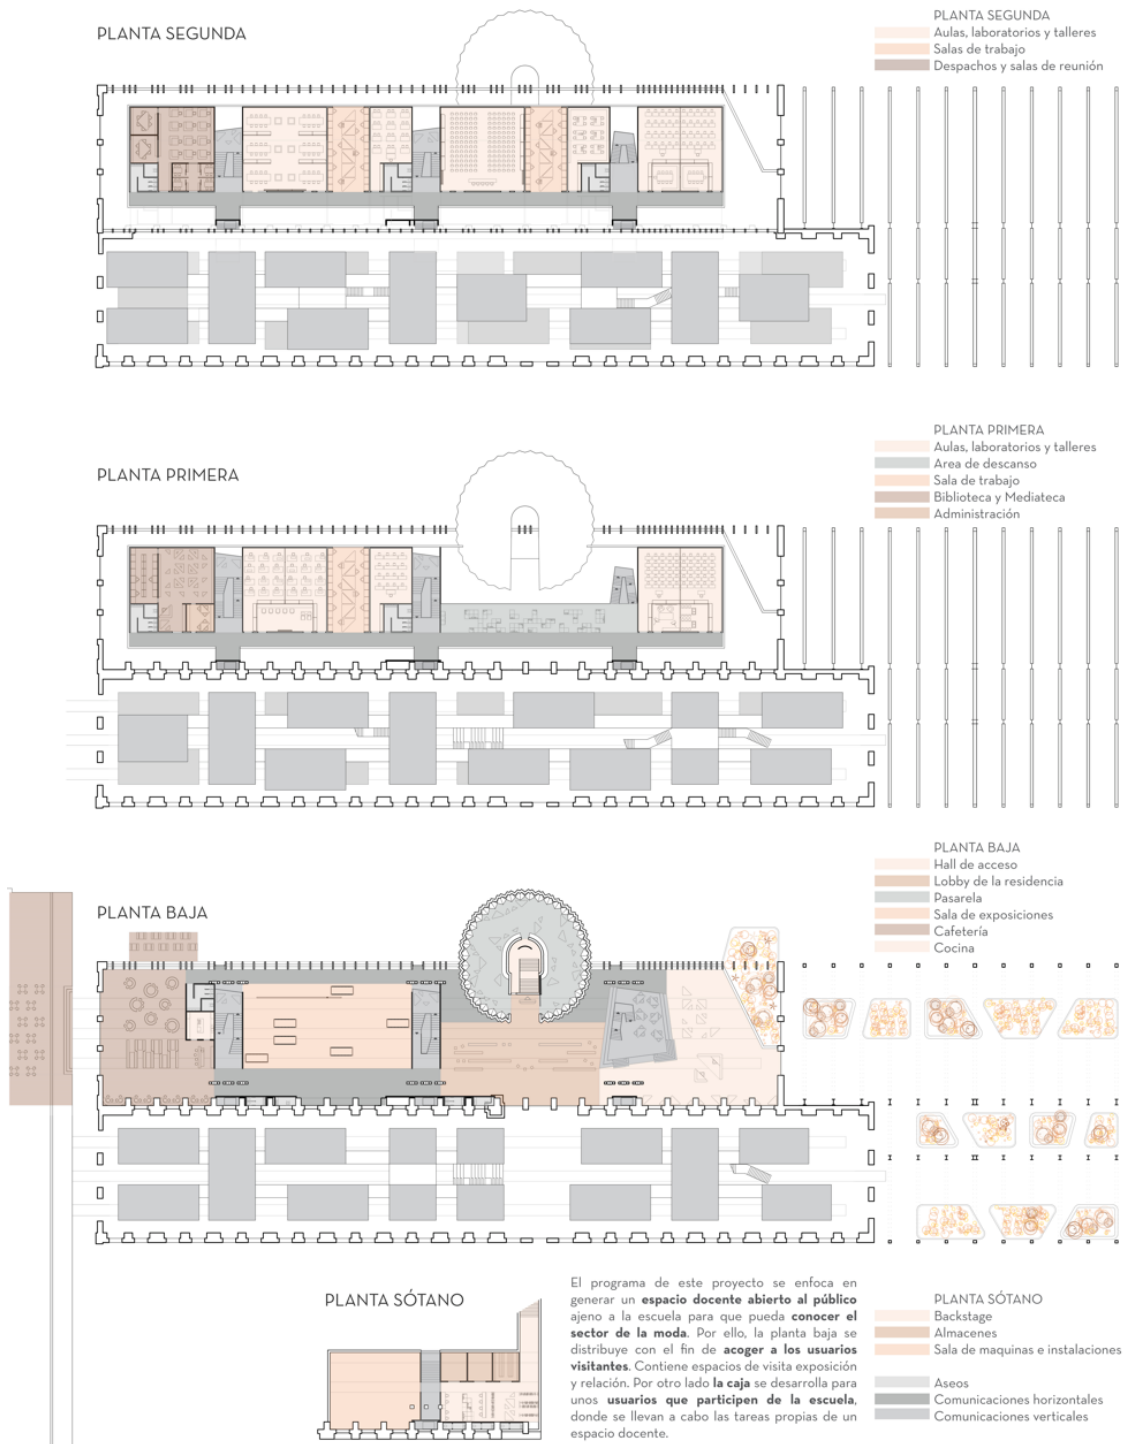 PLANTA SEGUNDA
PLANTA SEGUNDA
Aulas, laboratorios y talleres
Salas de trabajo
Despachos y salas de reunión
PLANTA PRIMERA
PLANTA PRIMERA
Aulas, laboratorios y talleres
Area de descanso
Sala de trabajo
Biblioteca y Mediateca
Administración
PLANTA BAJA
PLANTA BAJA
Hall de acceso
Lobby de la residencia
Pasarela
Sala de exposiciones
Cafetería
Cocina
PLANTA SÓTANO
El programa de este proyecto se enfoca en
generar un espacio docente abierto al público
ajeno a la escuela para que pueda conocer el
sector de la moda. Por ello, la planta baja se
distribuye con el fin de acoger a los usuarios
visitantes. Contiene espacios de visita exposición
y relación. Por otro lado la caja se desarrolla para
unos usuarios que participen de la escuela,
donde se llevan a cabo las tareas propias de un
espacio docente.
PLANTA SÓTANO
Backstage
Almacenes
Sala de maquinas e instalaciones
Aseos
Comunicaciones horizontales
Comunicaciones verticales